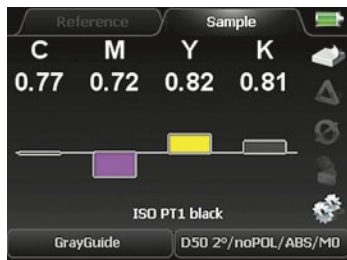 Reference Sample
C M Y K
0.77 0.72 0.82 0.81
ISO PT1 black
GrayGuide D50 2°/noPOL/ABS/M0